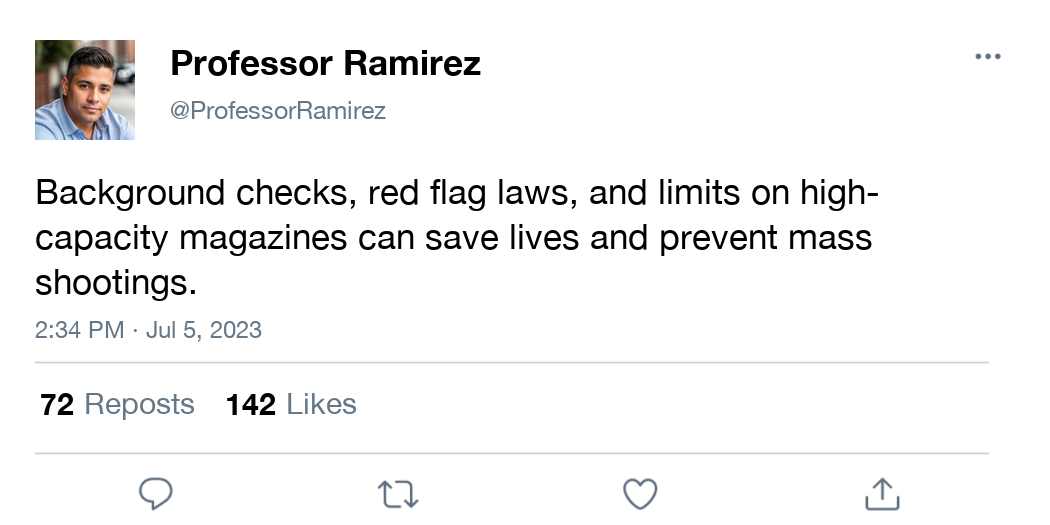 Professor Ramirez
@ProfessorRamirez
Background checks, red flag laws, and limits on high-
capacity magazines can save lives and prevent mass
shootings.
2:34 PM · Jul 5, 2023
72 Reposts 142 Likes